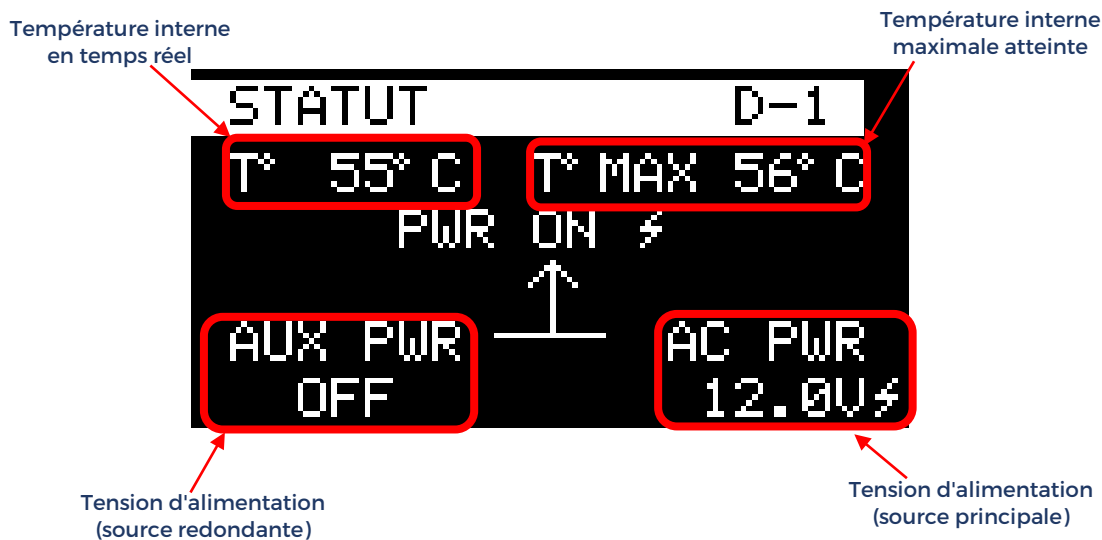 Température interne
en temps réel
Température interne
maximale atteinte
STATUT D-1
T° 55°C T° MAX 56°C
PWR ON ⚡
AUX PWR AC PWR
OFF 12.0V⚡
Tension d'alimentation
(source redondante)
Tension d'alimentation
(source principale)